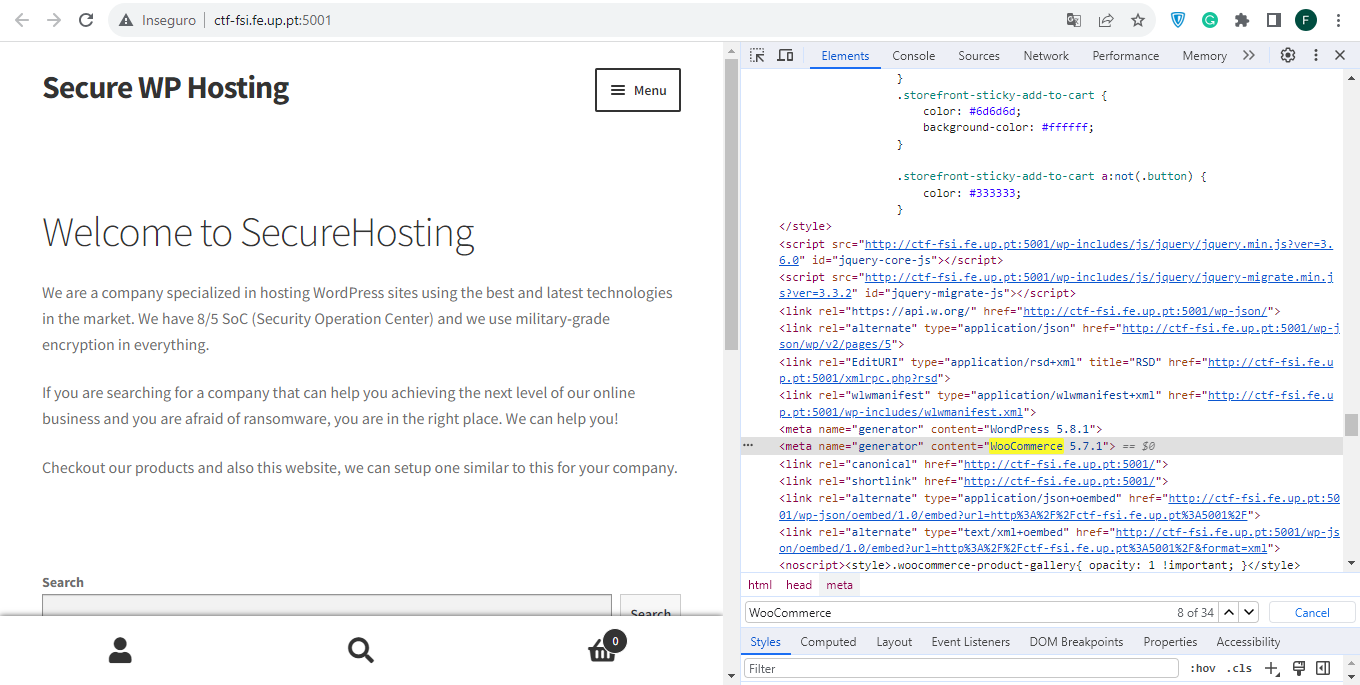 Inseguro ctf-fsi.fe.up.pt:5001
F
Secure WP Hosting
Menu
Welcome to SecureHosting
We are a company specialized in hosting WordPress sites using the best and latest technologies
in the market. We have 8/5 SoC (Security Operation Center) and we use military-grade
encryption in everything.
If you are searching for a company that can help you achieving the next level of our online
business and you are afraid of ransomware, you are in the right place. We can help you!
Checkout our products and also this website, we can setup one similar to this for your company.
Search
Search
0
Elements Console Sources Network Performance Memory
}
.storefront-sticky-add-to-cart {
color: #6d6d6d;
background-color: #ffffff;
}
.storefront-sticky-add-to-cart a:not(.button) {
color: #333333;
}
</style>
<script src="http://ctf-fsi.fe.up.pt:5001/wp-includes/js/jquery/jquery.min.js?ver=3.
6.0" id="jquery-core-js"></script>
<script src="http://ctf-fsi.fe.up.pt:5001/wp-includes/js/jquery/jquery-migrate.min.j
s?ver=3.3.2" id="jquery-migrate-js"></script>
<link rel="https://api.w.org/" href="http://ctf-fsi.fe.up.pt:5001/wp-json/">
<link rel="alternate" type="application/json" href="http://ctf-fsi.fe.up.pt:5001/wp-j
son/wp/v2/pages/5">
<link rel="EditURI" type="application/rsd+xml" title="RSD" href="http://ctf-fsi.fe.u
p.pt:5001/xmlrpc.php?rsd">
<link rel="wlwmanifest" type="application/wlwmanifest+xml" href="http://ctf-fsi.fe.u
p.pt:5001/wp-includes/wlwmanifest.xml">
<meta name="generator" content="WordPress 5.8.1">
<meta name="generator" content="WooCommerce 5.7.1"> == $0
<link rel="canonical" href="http://ctf-fsi.fe.up.pt:5001/">
<link rel="shortlink" href="http://ctf-fsi.fe.up.pt:5001/">
<link rel="alternate" type="application/json+oembed" href="http://ctf-fsi.fe.up.pt:50
01/wp-json/oembed/1.0/embed?url=http%3A%2F%2Fctf-fsi.fe.up.pt%3A5001%2F">
<link rel="alternate" type="text/xml+oembed" href="http://ctf-fsi.fe.up.pt:5001/wp-js
on/oembed/1.0/embed?url=http%3A%2F%2Fctf-fsi.fe.up.pt%3A5001%2F&format=xml">
<noscript><style>.woocommerce-product-gallery{ opacity: 1 !important; }</style>
html head meta
WooCommerce 8 of 34 Cancel
Styles Computed Layout Event Listeners DOM Breakpoints Properties Accessibility
Filter :hov .cls